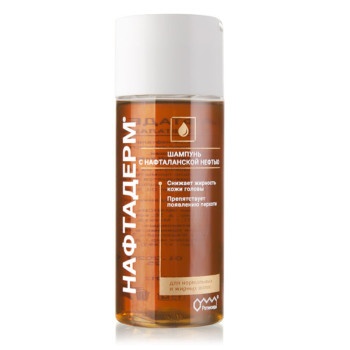 НАФТАДЕРМ®
ШАМПУНЬ
С НАФТАЛАНСКОЙ НЕФТЬЮ
Снижает жирность
кожи головы
Препятствует
появлению перхоти
для нормальных
и жирных волос